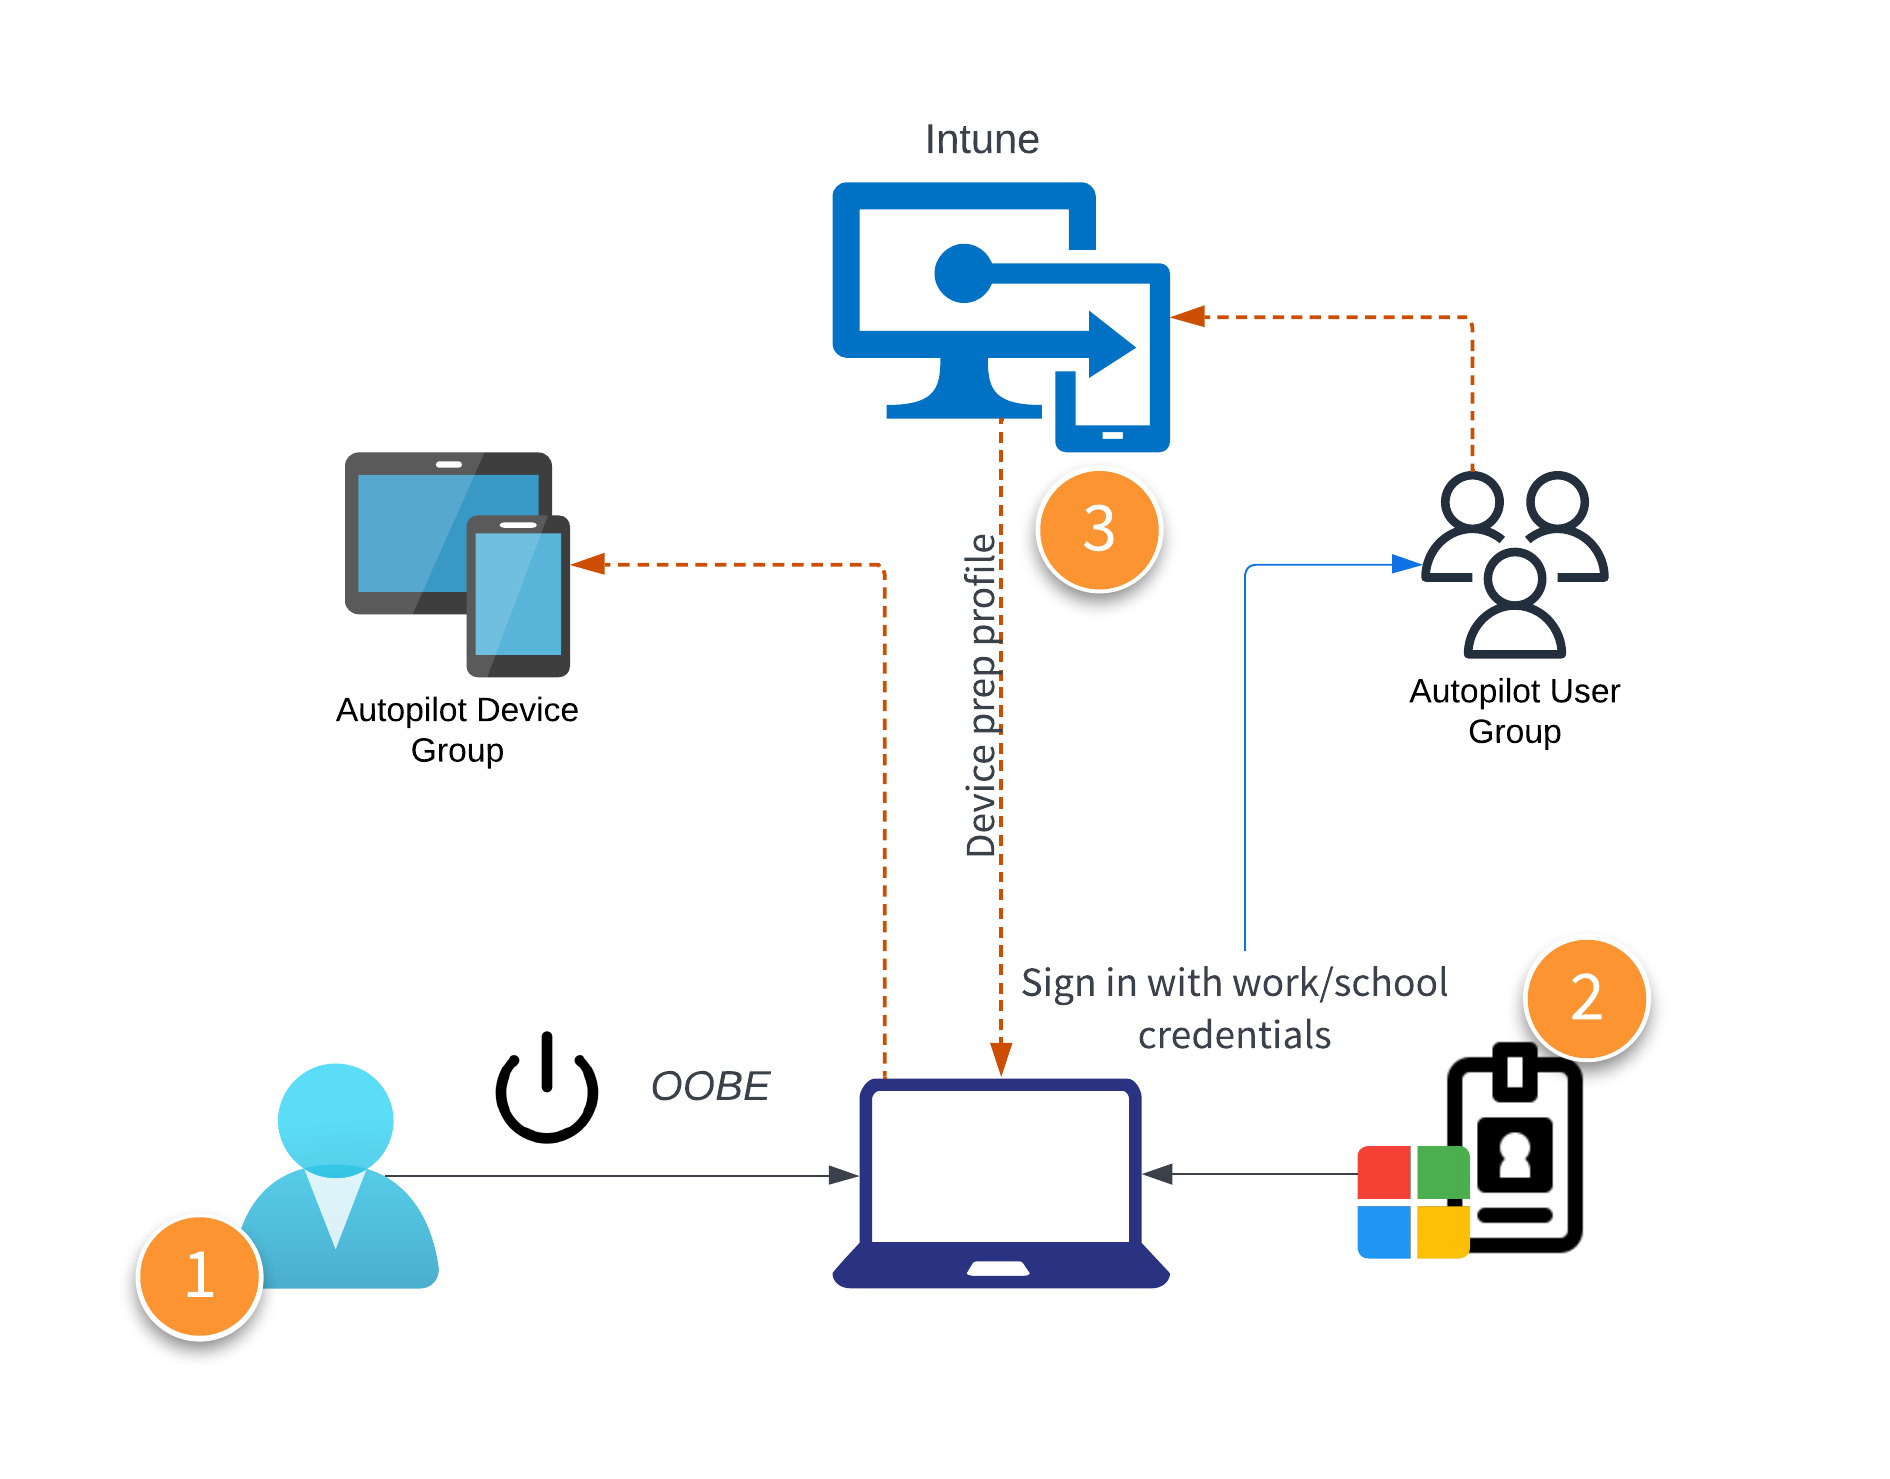 Intune
3
Device prep profile
Autopilot Device
Group
Autopilot User
Group
Sign in with work/school
credentials
2
OOBE
1